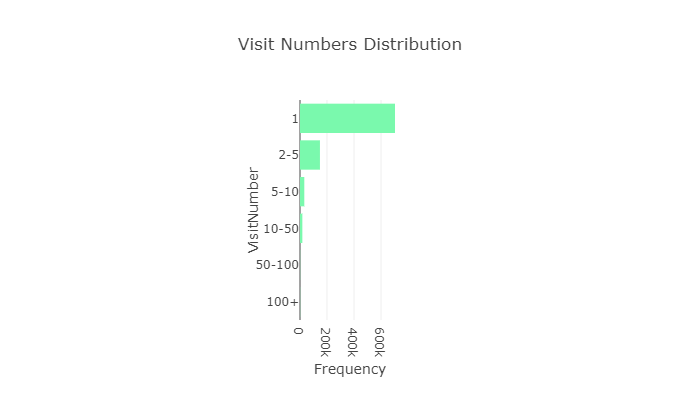 Visit Numbers Distribution
1
2-5
5-10
10-50
50-100
100+
VisitNumber
0
200k
400k
600k
Frequency